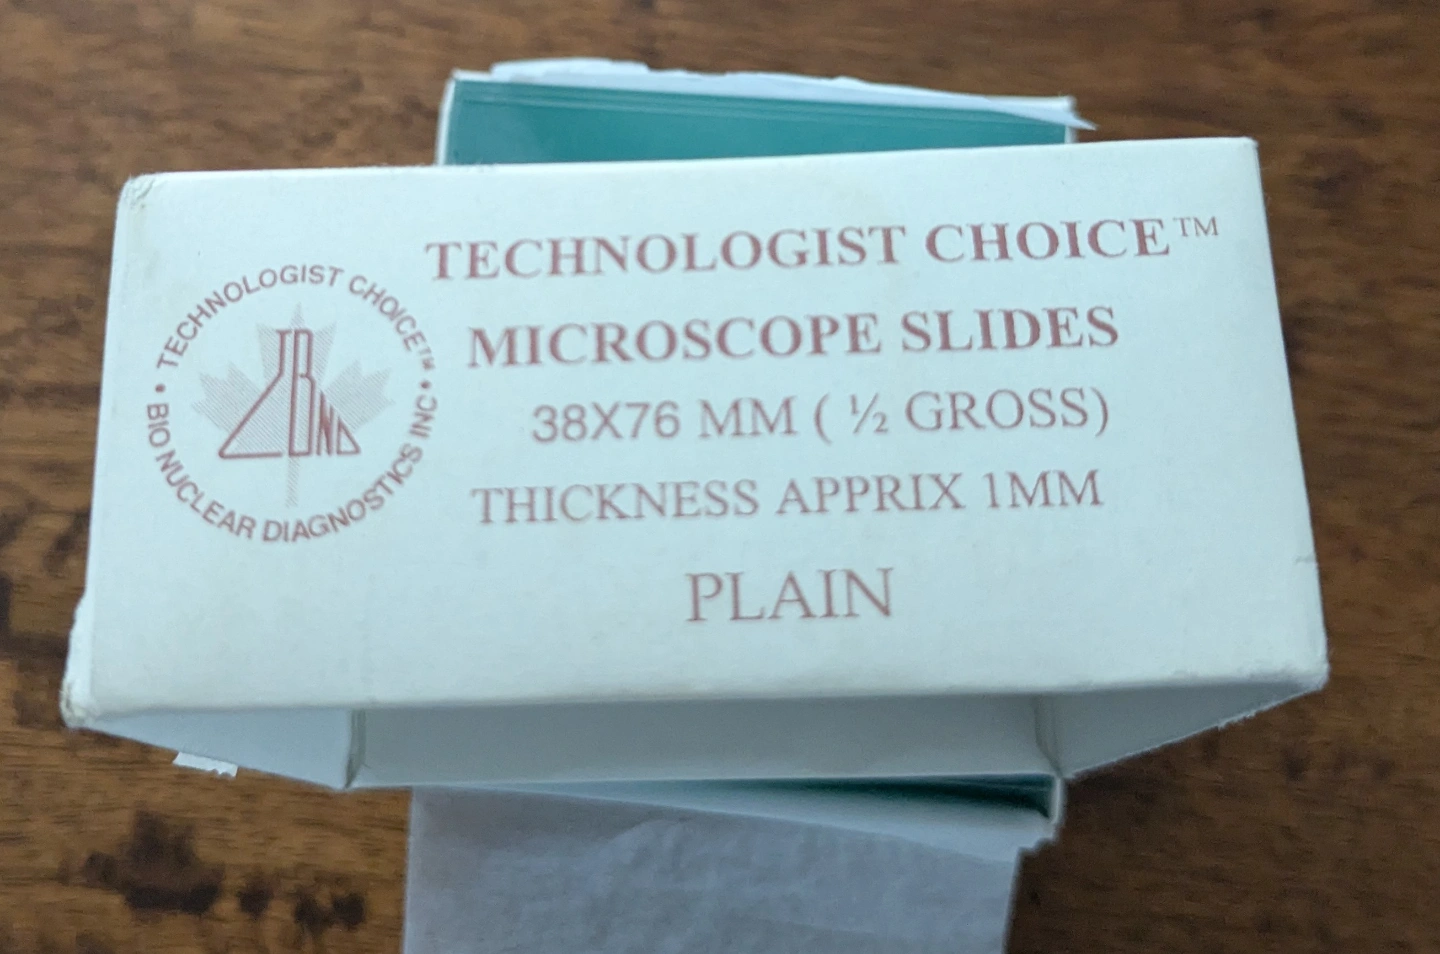 TECHNOLOGIST CHOICE™
MICROSCOPE SLIDES
38X76 MM ( ½ GROSS)
THICKNESS APPRIX 1MM
PLAIN
• TECHNOLOGIST CHOICE™ •
BIO NUCLEAR DIAGNOSTICS INC
BND